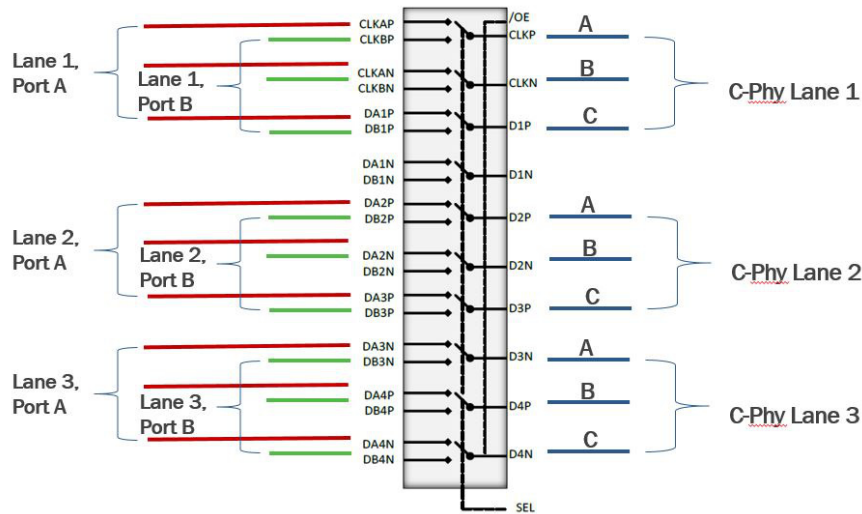 Lane 1,
Port A
Lane 1,
Port B
CLKAP
CLKBP
CLKAN
CLKBN
DA1P
DB1P
DA1N
DB1N
/OE
CLKP
CLKN
D1P
D1N
A
B
C
C-Phy Lane 1
Lane 2,
Port A
Lane 2,
Port B
DA2P
DB2P
DA2N
DB2N
DA3P
DB3P
D2P
D2N
D3P
A
B
C
C-Phy Lane 2
Lane 3,
Port A
Lane 3,
Port B
DA3N
DB3N
DA4P
DB4P
DA4N
DB4N
D3N
D4P
D4N
A
B
C
C-Phy Lane 3
SEL